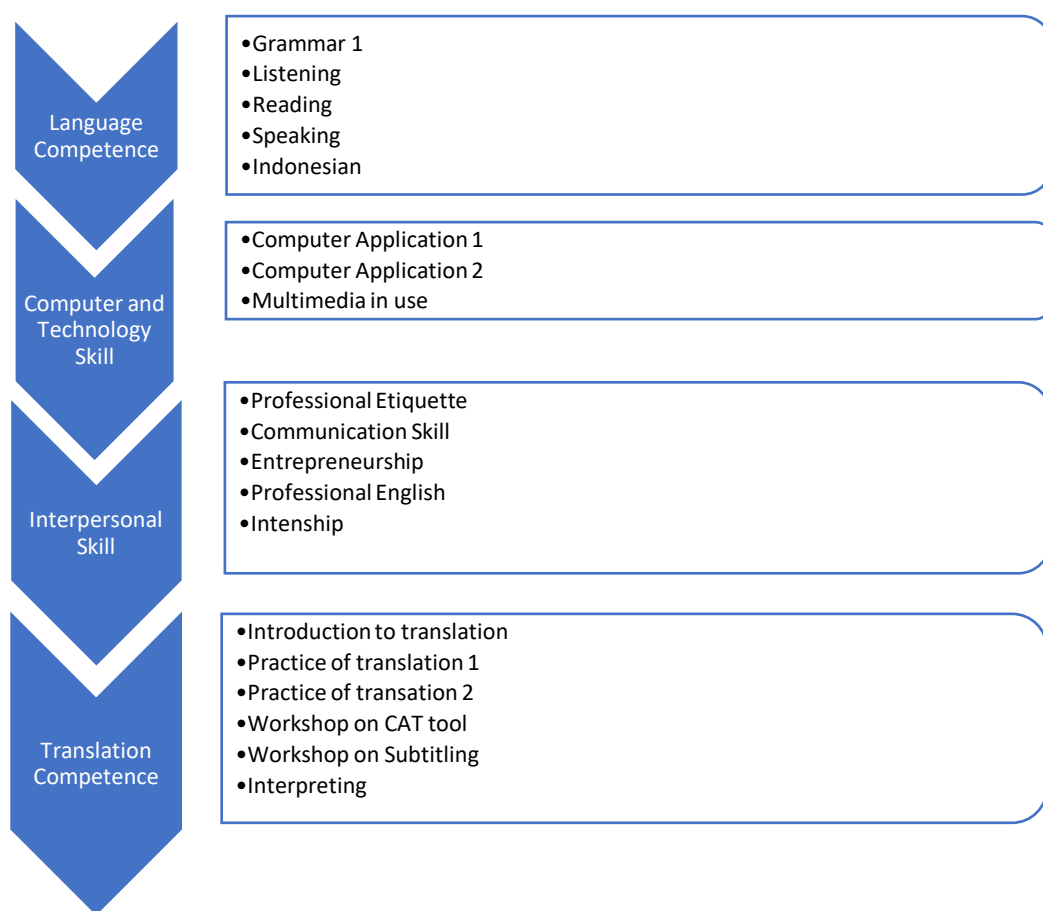 Language
Competence
•Grammar 1
•Listening
•Reading
•Speaking
•Indonesian
Computer and
Technology
Skill
•Computer Application 1
•Computer Application 2
•Multimedia in use
Interpersonal
Skill
•Professional Etiquette
•Communication Skill
•Entrepreneurship
•Professional English
•Intenship
Translation
Competence
•Introduction to translation
•Practice of translation 1
•Practice of transation 2
•Workshop on CAT tool
•Workshop on Subtitling
•Interpreting